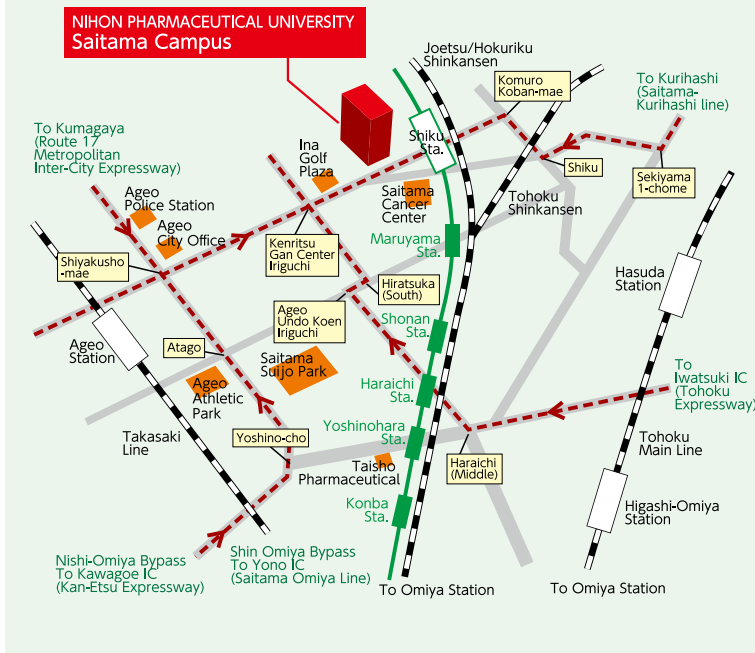 NIHON PHARMACEUTICAL UNIVERSITY
Saitama Campus
Joetsu/Hokuriku
Shinkansen
Komuro
Koban-mae
To Kurihashi
(Saitama-
Kurihashi line)
To Kumagaya
(Route 17
Metropolitan
Inter-City Expressway)
Ina
Golf
Plaza
Shiku
Sta.
Shiku
Sekiyama
1-chome
Ageo
Police Station
Saitama
Cancer
Center
Tohoku
Shinkansen
Ageo
City Office
Kenritsu
Gan Center
Iriguchi
Maruyama
Sta.
Shiyakusho
-mae
Hiratsuka
(South)
Hasuda
Station
Ageo
Undo Koen
Iriguchi
Shonan
Sta.
Ageo
Station
Atago
Saitama
Suijo Park
To
Iwatsuki IC
(Tohoku
Expressway)
Ageo
Athletic
Park
Haraichi
Sta.
Takasaki
Line
Yoshino-cho
Yoshinohara
Sta.
Tohoku
Main Line
Taisho
Pharmaceutical
Haraichi
(Middle)
Konba
Sta.
Higashi-Omiya
Station
Nishi-Omiya Bypass
To Kawagoe IC
(Kan-Etsu Expressway)
Shin Omiya Bypass
To Yono IC
(Saitama Omiya Line)
To Omiya Station
To Omiya Station